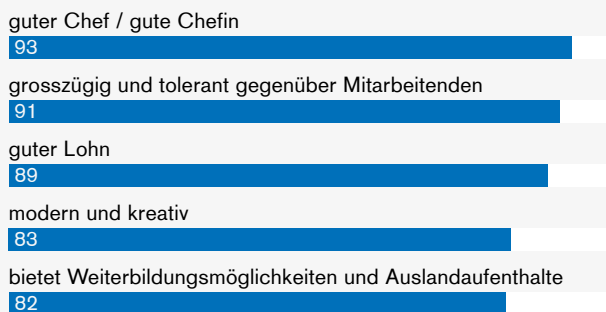 guter Chef / gute Chefin
93
grosszügig und tolerant gegenüber Mitarbeitenden
91
guter Lohn
89
modern und kreativ
83
bietet Weiterbildungsmöglichkeiten und Auslandaufenthalte
82